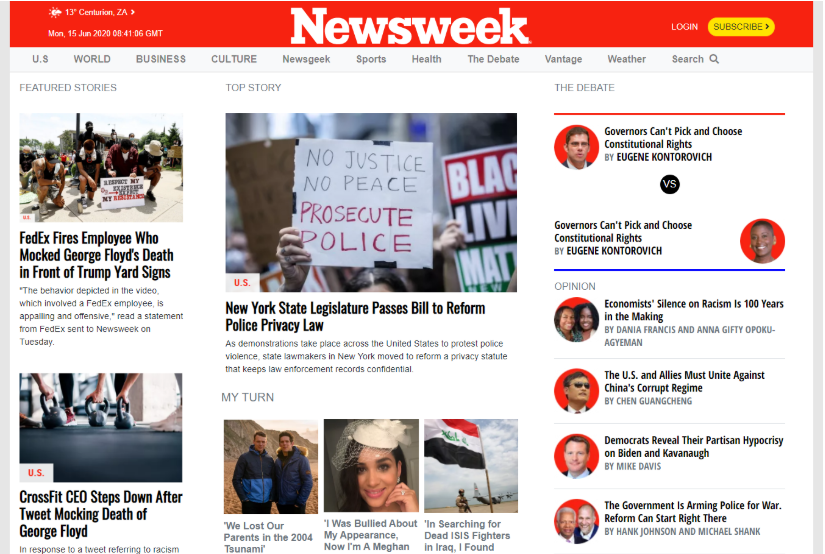 13° Centurion, ZA >
Mon, 15 Jun 2020 08:41:06 GMT
Newsweek
LOGIN
SUBSCRIBE >
U.S WORLD BUSINESS CULTURE Newsgeek Sports Health The Debate Vantage Weather Search
FEATURED STORIES
RESPECT MY
EXISTENCE
MY RESISTANCE
U.S.
FedEx Fires Employee Who
Mocked George Floyd's Death
in Front of Trump Yard Signs
"The behavior depicted in the video,
which involved a FedEx employee, is
appalling and offensive," read a statement
from FedEx sent to Newsweek on
Tuesday.
U.S.
CrossFit CEO Steps Down After
Tweet Mocking Death of
George Floyd
In response to a tweet referring to racism
TOP STORY
NO JUSTICE
NO PEACE
PROSECUTE
POLICE
BLACK
LIVE
MATT
U.S.
New York State Legislature Passes Bill to Reform
Police Privacy Law
As demonstrations take place across the United States to protest police
violence, state lawmakers in New York moved to reform a privacy statute
that keeps law enforcement records confidential.
MY TURN
'We Lost Our
Parents in the 2004
Tsunami'
'I Was Bullied About
My Appearance,
Now I'm A Meghan
'In Searching for
Dead ISIS Fighters
in Iraq, I Found
THE DEBATE
Governors Can't Pick and Choose
Constitutional Rights
BY EUGENE KONTOROVICH
VS
Governors Can't Pick and Choose
Constitutional Rights
BY EUGENE KONTOROVICH
OPINION
Economists' Silence on Racism Is 100 Years
in the Making
BY DANIA FRANCIS AND ANNA GIFTY OPOKU-
AGYEMAN
The U.S. and Allies Must Unite Against
China's Corrupt Regime
BY CHEN GUANGCHENG
Democrats Reveal Their Partisan Hypocrisy
on Biden and Kavanaugh
BY MIKE DAVIS
The Government Is Arming Police for War.
Reform Can Start Right There
BY HANK JOHNSON AND MICHAEL SHANK